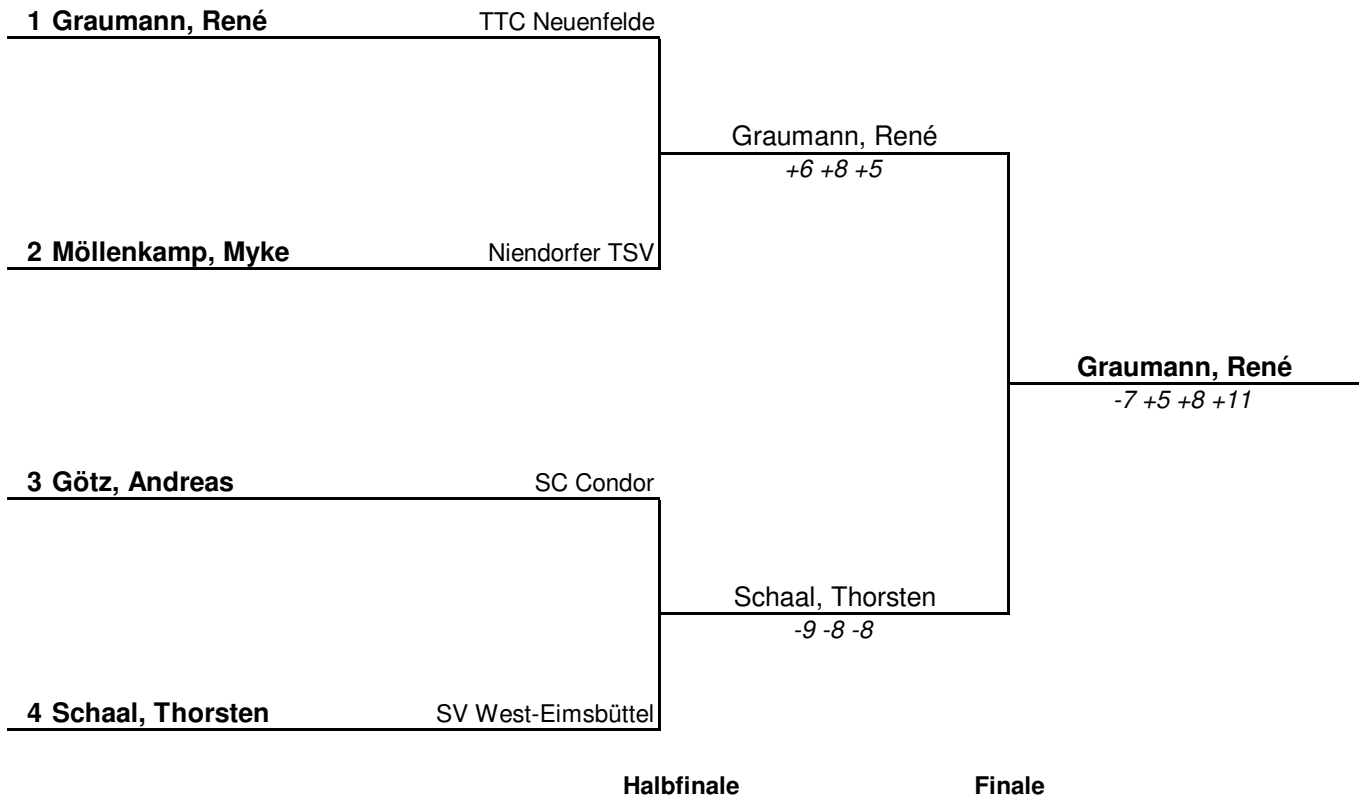 1 Graumann, René TTC Neuenfelde
Graumann, René
+6 +8 +5
2 Möllenkamp, Myke Niendorfer TSV
Graumann, René
-7 +5 +8 +11
3 Götz, Andreas SC Condor
Schaal, Thorsten
-9 -8 -8
4 Schaal, Thorsten SV West-Eimsbüttel
Halbfinale Finale